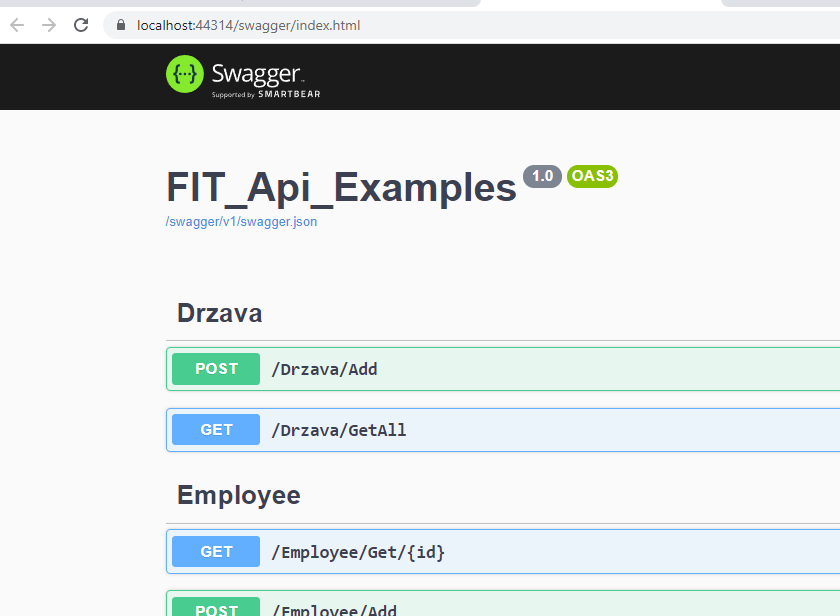 localhost:44314/swagger/index.html
{···} Swagger™
Supported by SMARTBEAR
FIT_Api_Examples 1.0 OAS3
/swagger/v1/swagger.json
Drzava
POST /Drzava/Add
GET /Drzava/GetAll
Employee
GET /Employee/Get/{id}
POST /Employee/Add